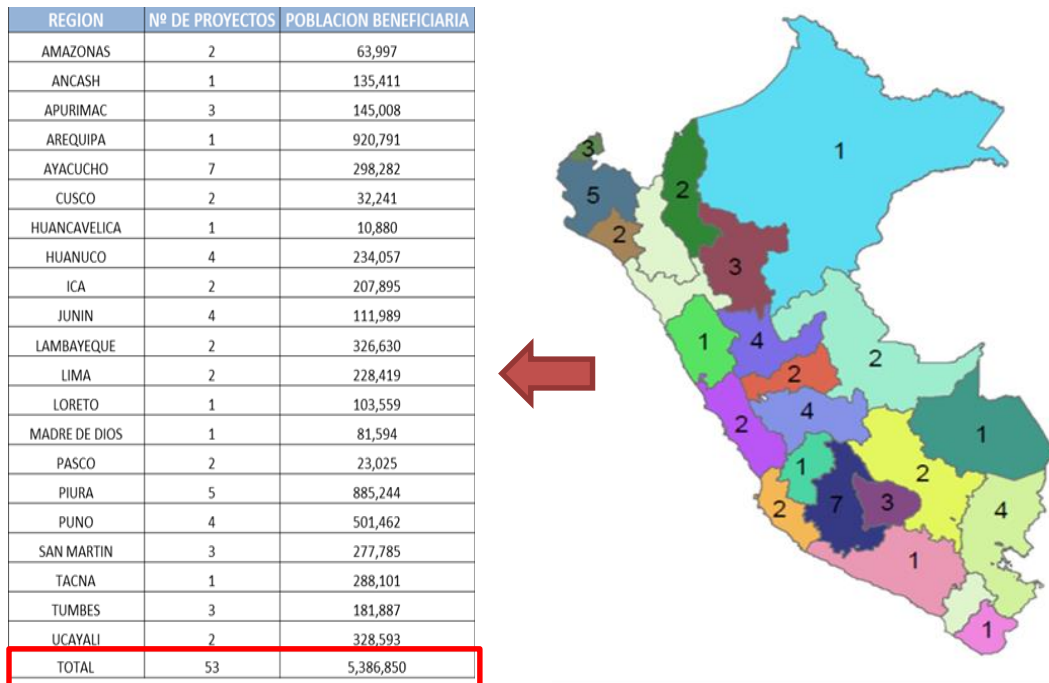 REGION Nº DE PROYECTOS POBLACION BENEFICIARIA
AMAZONAS 2 63,997
ANCASH 1 135,411
APURIMAC 3 145,008
AREQUIPA 1 920,791
AYACUCHO 7 298,282
CUSCO 2 32,241
HUANCAVELICA 1 10,880
HUANUCO 4 234,057
ICA 2 207,895
JUNIN 4 111,989
LAMBAYEQUE 2 326,630
LIMA 2 228,419
LORETO 1 103,559
MADRE DE DIOS 1 81,594
PASCO 2 23,025
PIURA 5 885,244
PUNO 4 501,462
SAN MARTIN 3 277,785
TACNA 1 288,101
TUMBES 3 181,887
UCAYALI 2 328,593
TOTAL 53 5,386,850
3
1
5
2
2
3
1
4
2
2
4
2
1
1
2
2
7
3
4
1
1